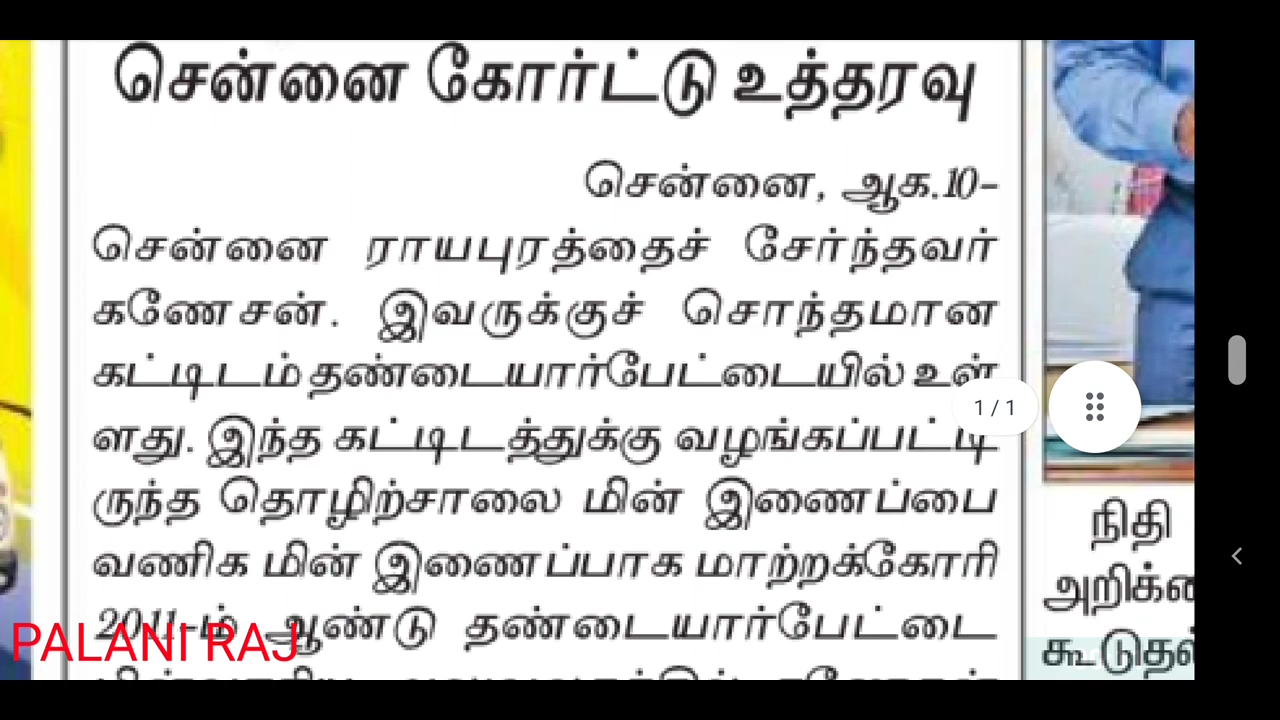 சென்னை கோர்ட்டு உத்தரவு
சென்னை, ஆக.10-
சென்னை ராயபுரத்தைச் சேர்ந்தவர்
கணேசன். இவருக்குச் சொந்தமான
கட்டிடம் தண்டையார்பேட்டையில் உள்
ளது. இந்த கட்டிடத்துக்கு வழங்கப்பட்டி
ருந்த தொழிற்சாலை மின் இணைப்பை
வணிக மின் இணைப்பாக மாற்றக்கோரி
2011-ம் ஆண்டு தண்டையார்பேட்டை
1 / 1
நிதி
கூடுதல்
PALANI RAJ